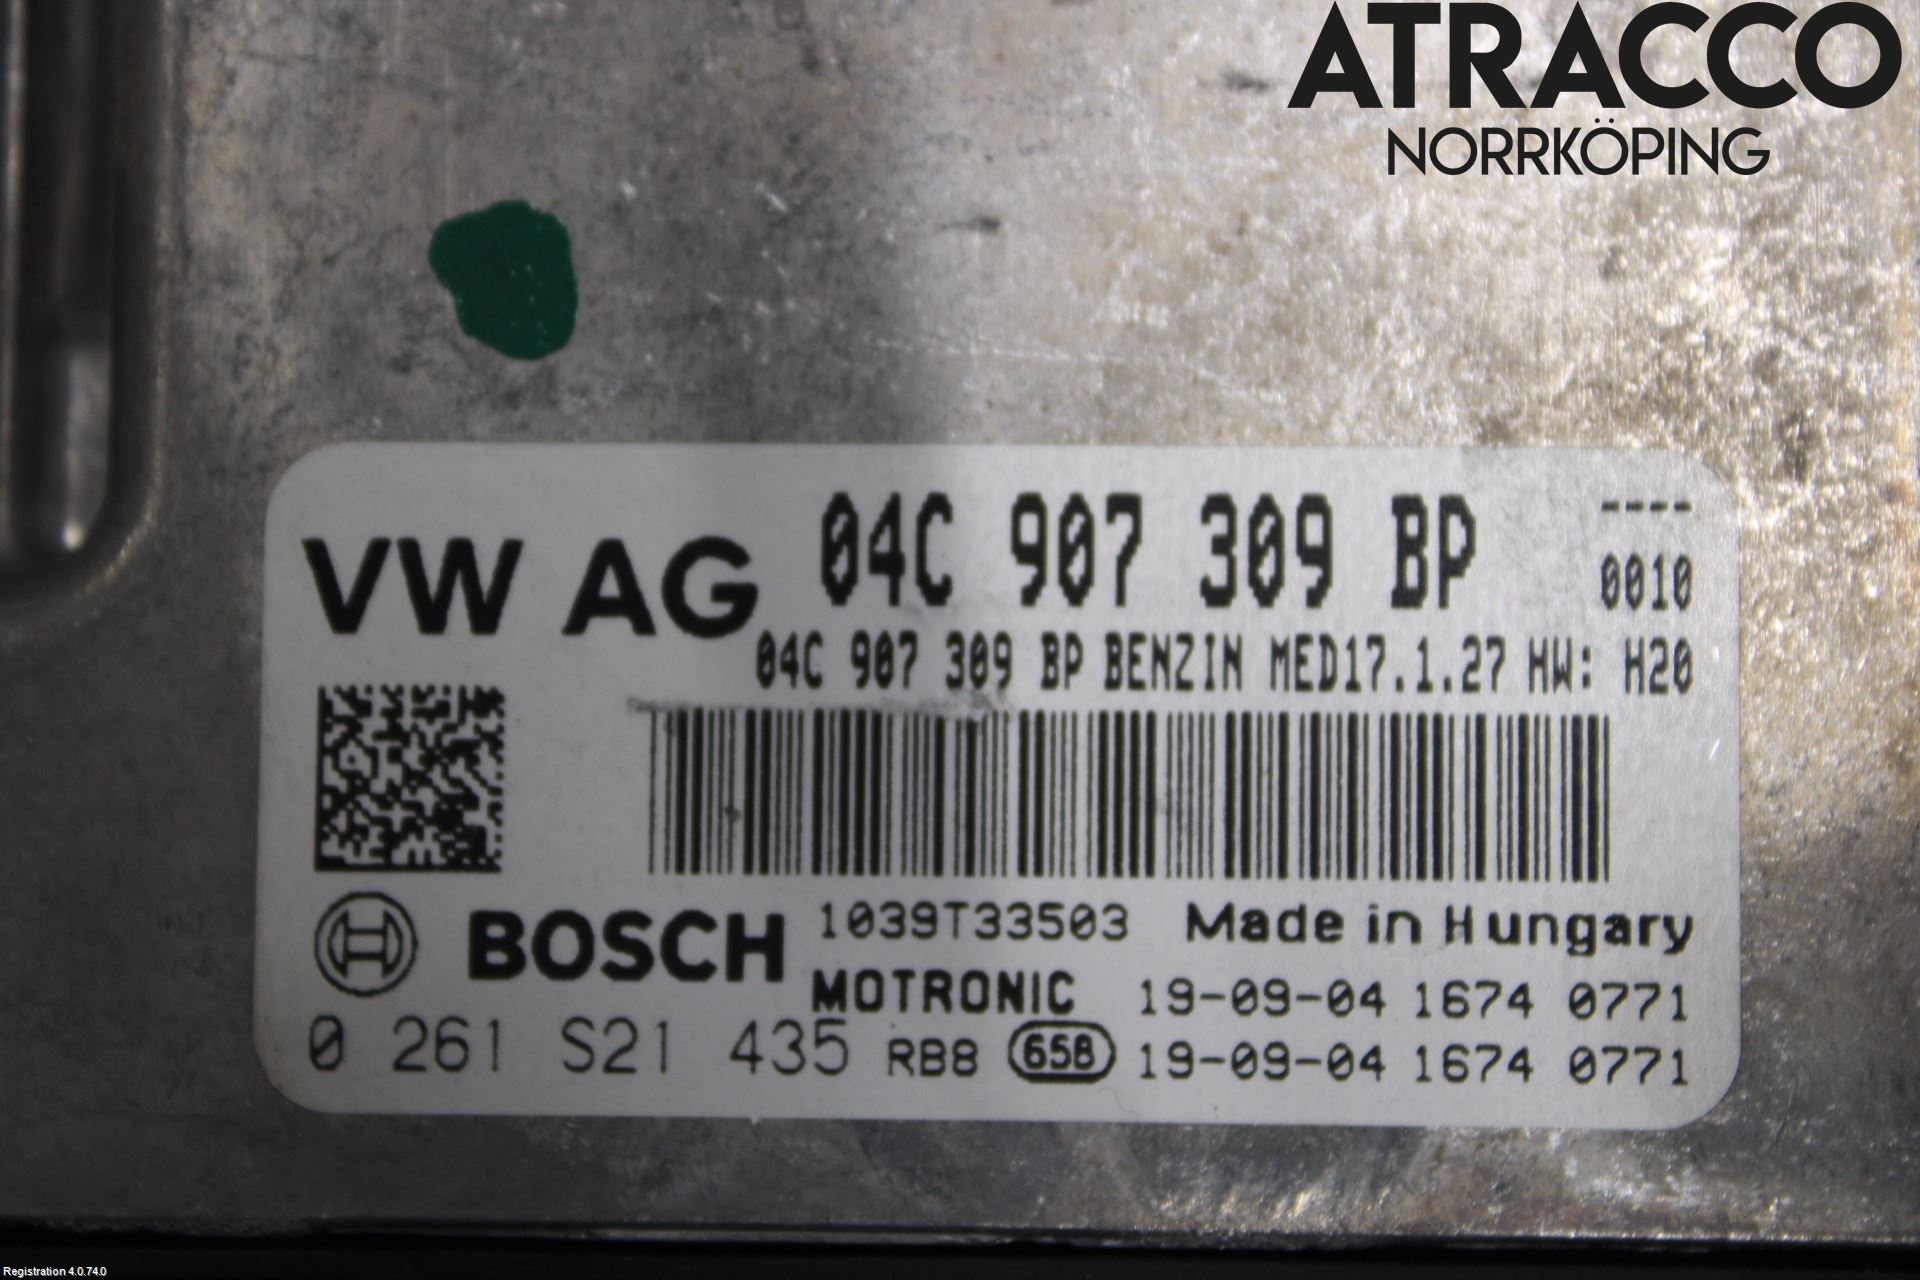 ATRACCO
NORRKÖPING
VW AG 04C 907 309 BP ----
0010
04C 907 309 BP BENZIN MED17.1.27 HW: H20
BOSCH 1039T33503 Made in Hungary
MOTRONIC 19-09-04 1674 0771
0 261 S21 435 RB8 65B 19-09-04 1674 0771
Registration 4.0.74.0